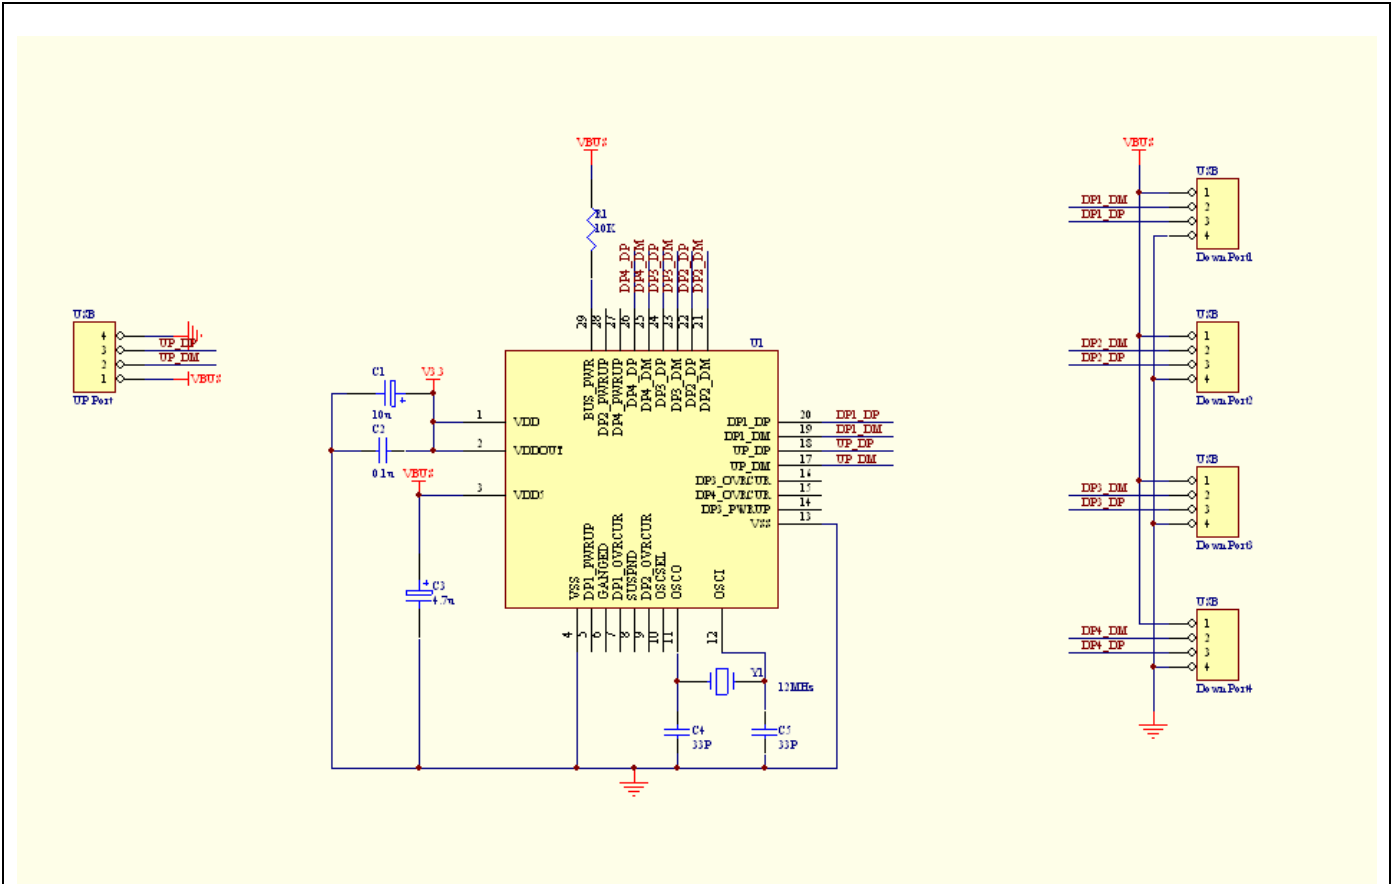 VBUS
R1
10K
DP4_DP
DP4_DM
DP3_DP
DP3_DM
DP2_DP
DP2_DM
29
28
27
26
25
24
23
22
21
U1
BUS_PWR
DP2_PWRUP
DP4_PWRUP
DP4_DP
DP4_DM
DP3_DP
DP3_DM
DP2_DP
DP2_DM
USB
4
3 UP_DP
2 UP_DM
1 VBUS
UP Port
C1
+
10u
V3.3
C2
0.1u
VBUS
+
C3
4.7u
1 VDD
2 VDDOUT
3 VDD5
DP1_DP 20 DP1_DP
DP1_DM 19 DP1_DM
UP_DP 18 UP_DP
UP_DM 17 UP_DM
DP3_OVRCUR 16
DP4_OVRCUR 15
DP3_PWRUP 14
VSS 13
VSS
DP1_PWRUP
GANGED
DP1_OVRCUR
SUSPND
DP2_OVRCUR
OSCSEL
OSCO
OSCI
4
5
6
7
8
9
10
11
12
Y1
12MHz
C4
33P
C5
33P
VBUS
USB
1
DP1_DM 2
DP1_DP 3
4
Down Port1
USB
1
DP2_DM 2
DP2_DP 3
4
Down Port2
USB
1
DP3_DM 2
DP3_DP 3
4
Down Port3
USB
1
DP4_DM 2
DP4_DP 3
4
Down Port4